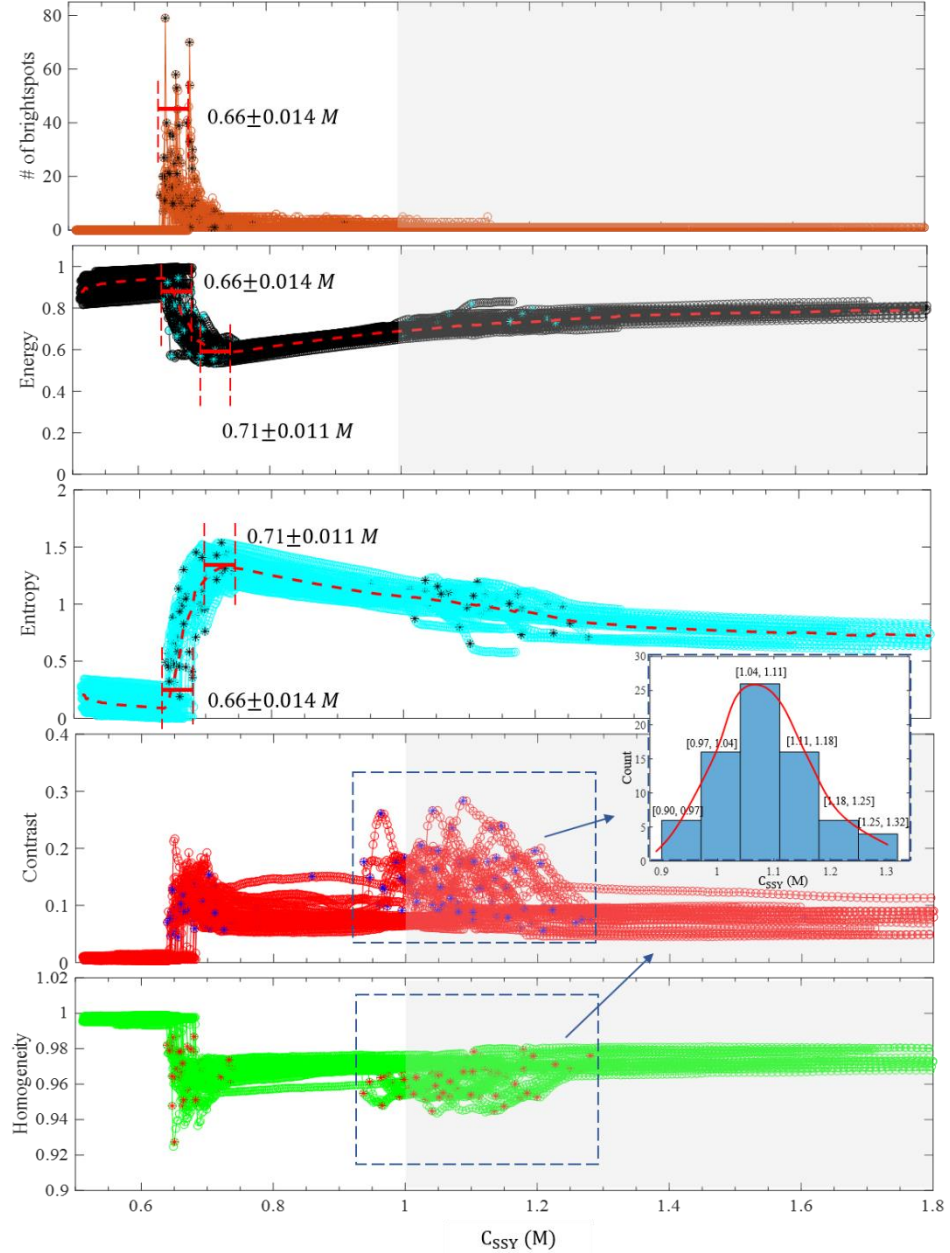 80
60
40
20
0
# of brightspots
0.66±0.014 M
1
0.8
0.6
0.4
0.2
0
Energy
0.66±0.014 M
0.71±0.011 M
2
1.5
1
0.5
0
Entropy
0.71±0.011 M
0.66±0.014 M
30
25
20
15
10
5
0
Count
[1.04, 1.11]
[0.97, 1.04]
[1.11, 1.18]
[1.18, 1.25]
[0.90, 0.97]
[1.25, 1.32]
0.9 1 1.1 1.2 1.3
C_SSY (M)
0.4
0.3
0.2
0.1
0
Contrast
1.02
1
0.98
0.96
0.94
0.92
0.9
Homogeneity
0.6 0.8 1 1.2 1.4 1.6 1.8
C_SSY (M)